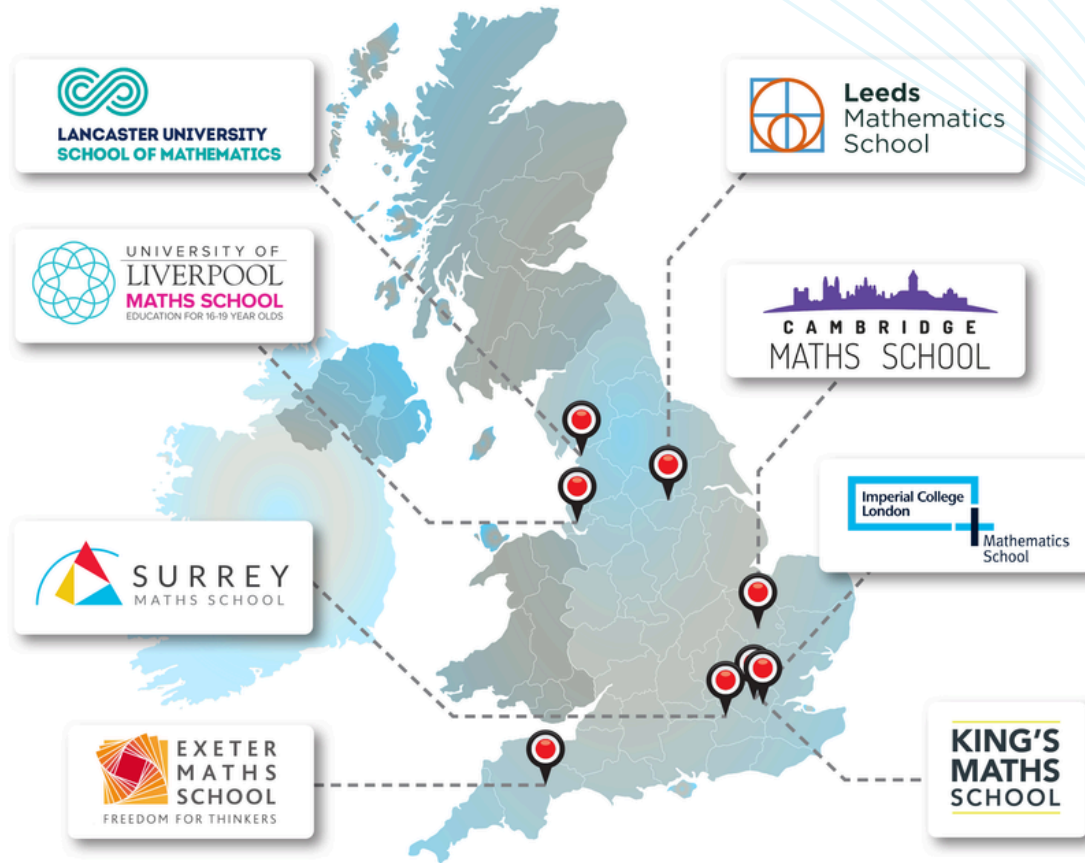 LANCASTER UNIVERSITY
SCHOOL OF MATHEMATICS
Leeds
Mathematics
School
UNIVERSITY OF
LIVERPOOL
MATHS SCHOOL
EDUCATION FOR 16-19 YEAR OLDS
CAMBRIDGE
MATHS SCHOOL
Imperial College
London
Mathematics
School
SURREY
MATHS SCHOOL
EXETER
MATHS
SCHOOL
FREEDOM FOR THINKERS
KING'S
MATHS
SCHOOL